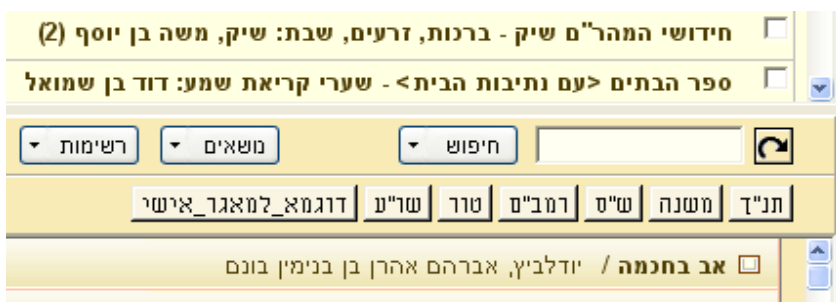 חידושי המהר"ם שיק - ברכות, זרעים, שבת: שיק, משה בן יוסף (2)
ספר הבתים <עם נתיבות הבית> - שערי קריאת שמע: דוד בן שמואל
חיפוש נושאים רשימות
תנ"ך משנה ש"ס רמב"ם טור שו"ע דוגמא_למאגר_אישי
אב בחכמה / יודלביץ, אברהם אהרן בן בנימין בונם